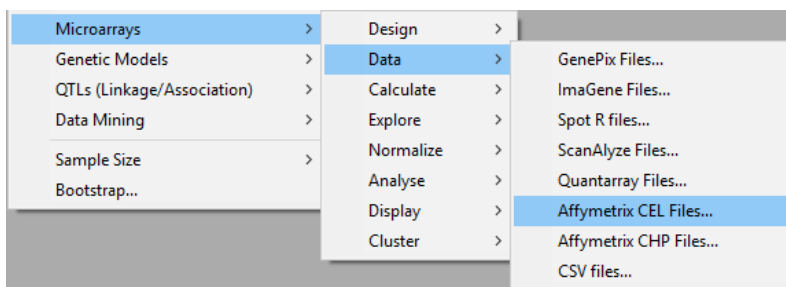 Microarrays
Genetic Models
QTLs (Linkage/Association)
Data Mining
Sample Size
Bootstrap...
Design
Data
Calculate
Explore
Normalize
Analyse
Display
Cluster
GenePix Files...
ImaGene Files...
Spot R files...
ScanAlyze Files...
Quantarray Files...
Affymetrix CEL Files...
Affymetrix CHP Files...
CSV files...